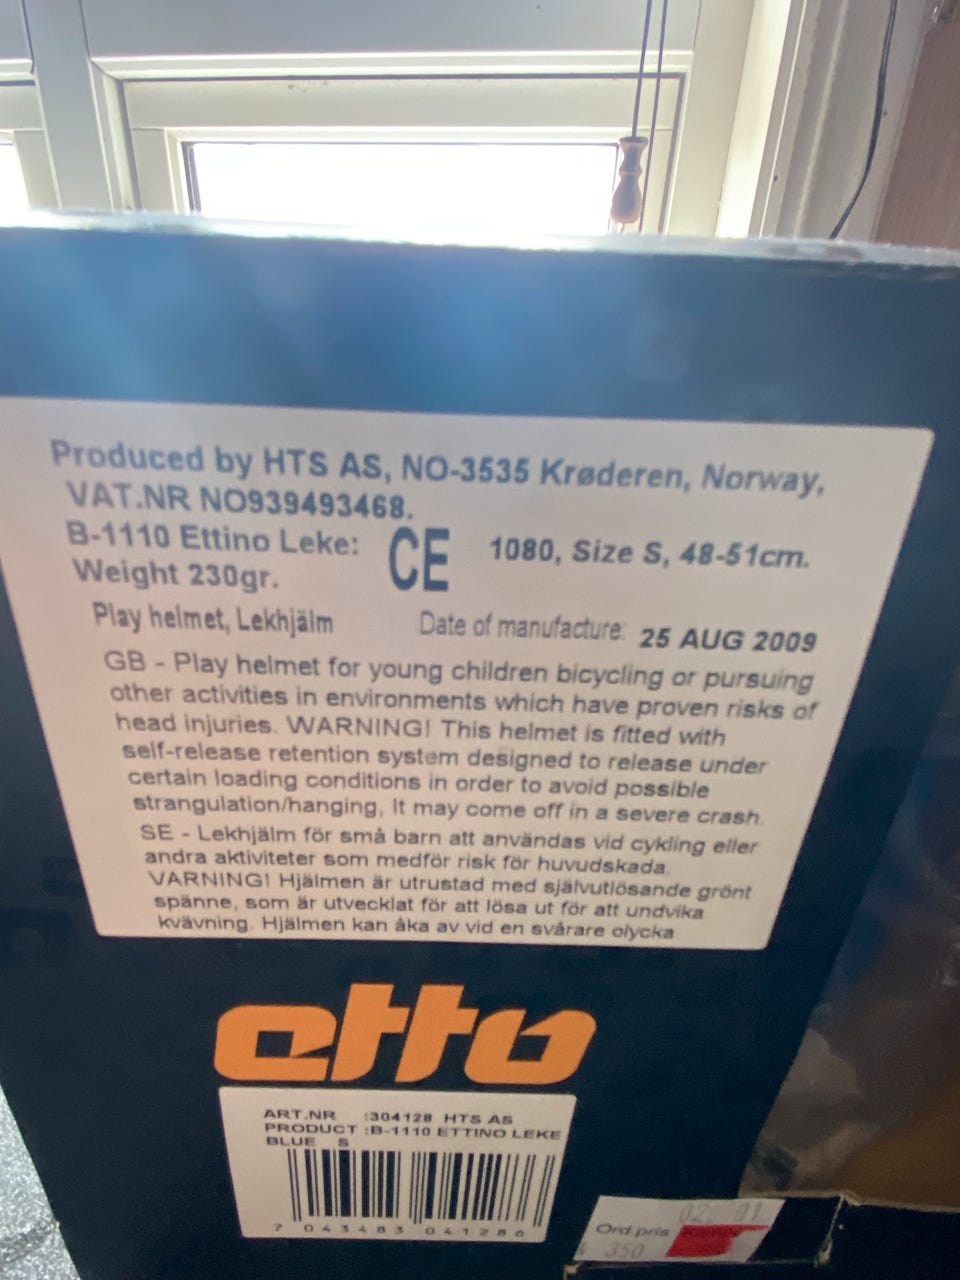 Produced by HTS AS, NO-3535 Krøderen, Norway,
VAT.NR NO939493468.
B-1110 Ettino Leke: CE 1080, Size S, 48-51cm.
Weight 230gr.
Play helmet, Lekhjälm Date of manufacture: 25 AUG 2009
GB - Play helmet for young children bicycling or pursuing
other activities in environments which have proven risks of
head injuries. WARNING! This helmet is fitted with
self-release retention system designed to release under
certain loading conditions in order to avoid possible
strangulation/hanging, It may come off in a severe crash.
SE - Lekhjälm för små barn att användas vid cykling eller
andra aktiviteter som medför risk för huvudskada.
VARNING! Hjälmen är utrustad med självutlösande grönt
spänne, som är utvecklat för att lösa ut för att undvika
kvävning. Hjälmen kan åka av vid en svårare olycka
etto
ART.NR :304128 HTS AS
PRODUCT :B-1110 ETTINO LEKE
BLUE S
7 043483 041286
02 01
Ord.pris
350